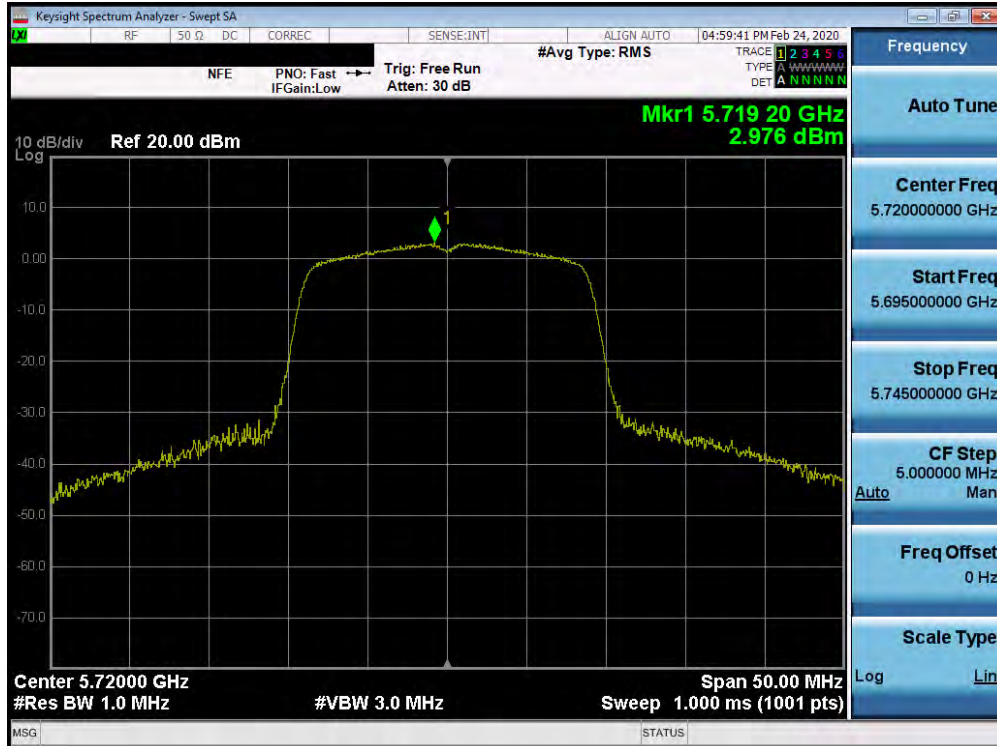 Keysight Spectrum Analyzer - Swept SA
LXI RF 50 Ω DC CORREC SENSE:INT ALIGN AUTO 04:59:41 PM Feb 24, 2020
Frequency
#Avg Type: RMS TRACE 1 2 3 4 5 6
NFE PNO: Fast Trig: Free Run TYPE A WWWWW
IFGain:Low Atten: 30 dB DET A N N N N N
Auto Tune
Mkr1 5.719 20 GHz
2.976 dBm
10 dB/div Ref 20.00 dBm
Log
10.0
0.00
-10.0
-20.0
-30.0
-40.0
-50.0
-60.0
-70.0
1
Center Freq
5.720000000 GHz
Start Freq
5.695000000 GHz
Stop Freq
5.745000000 GHz
CF Step
5.000000 MHz
Auto Man
Freq Offset
0 Hz
Scale Type
Log Lin
Center 5.72000 GHz Span 50.00 MHz
#Res BW 1.0 MHz #VBW 3.0 MHz Sweep 1.000 ms (1001 pts)
MSG STATUS